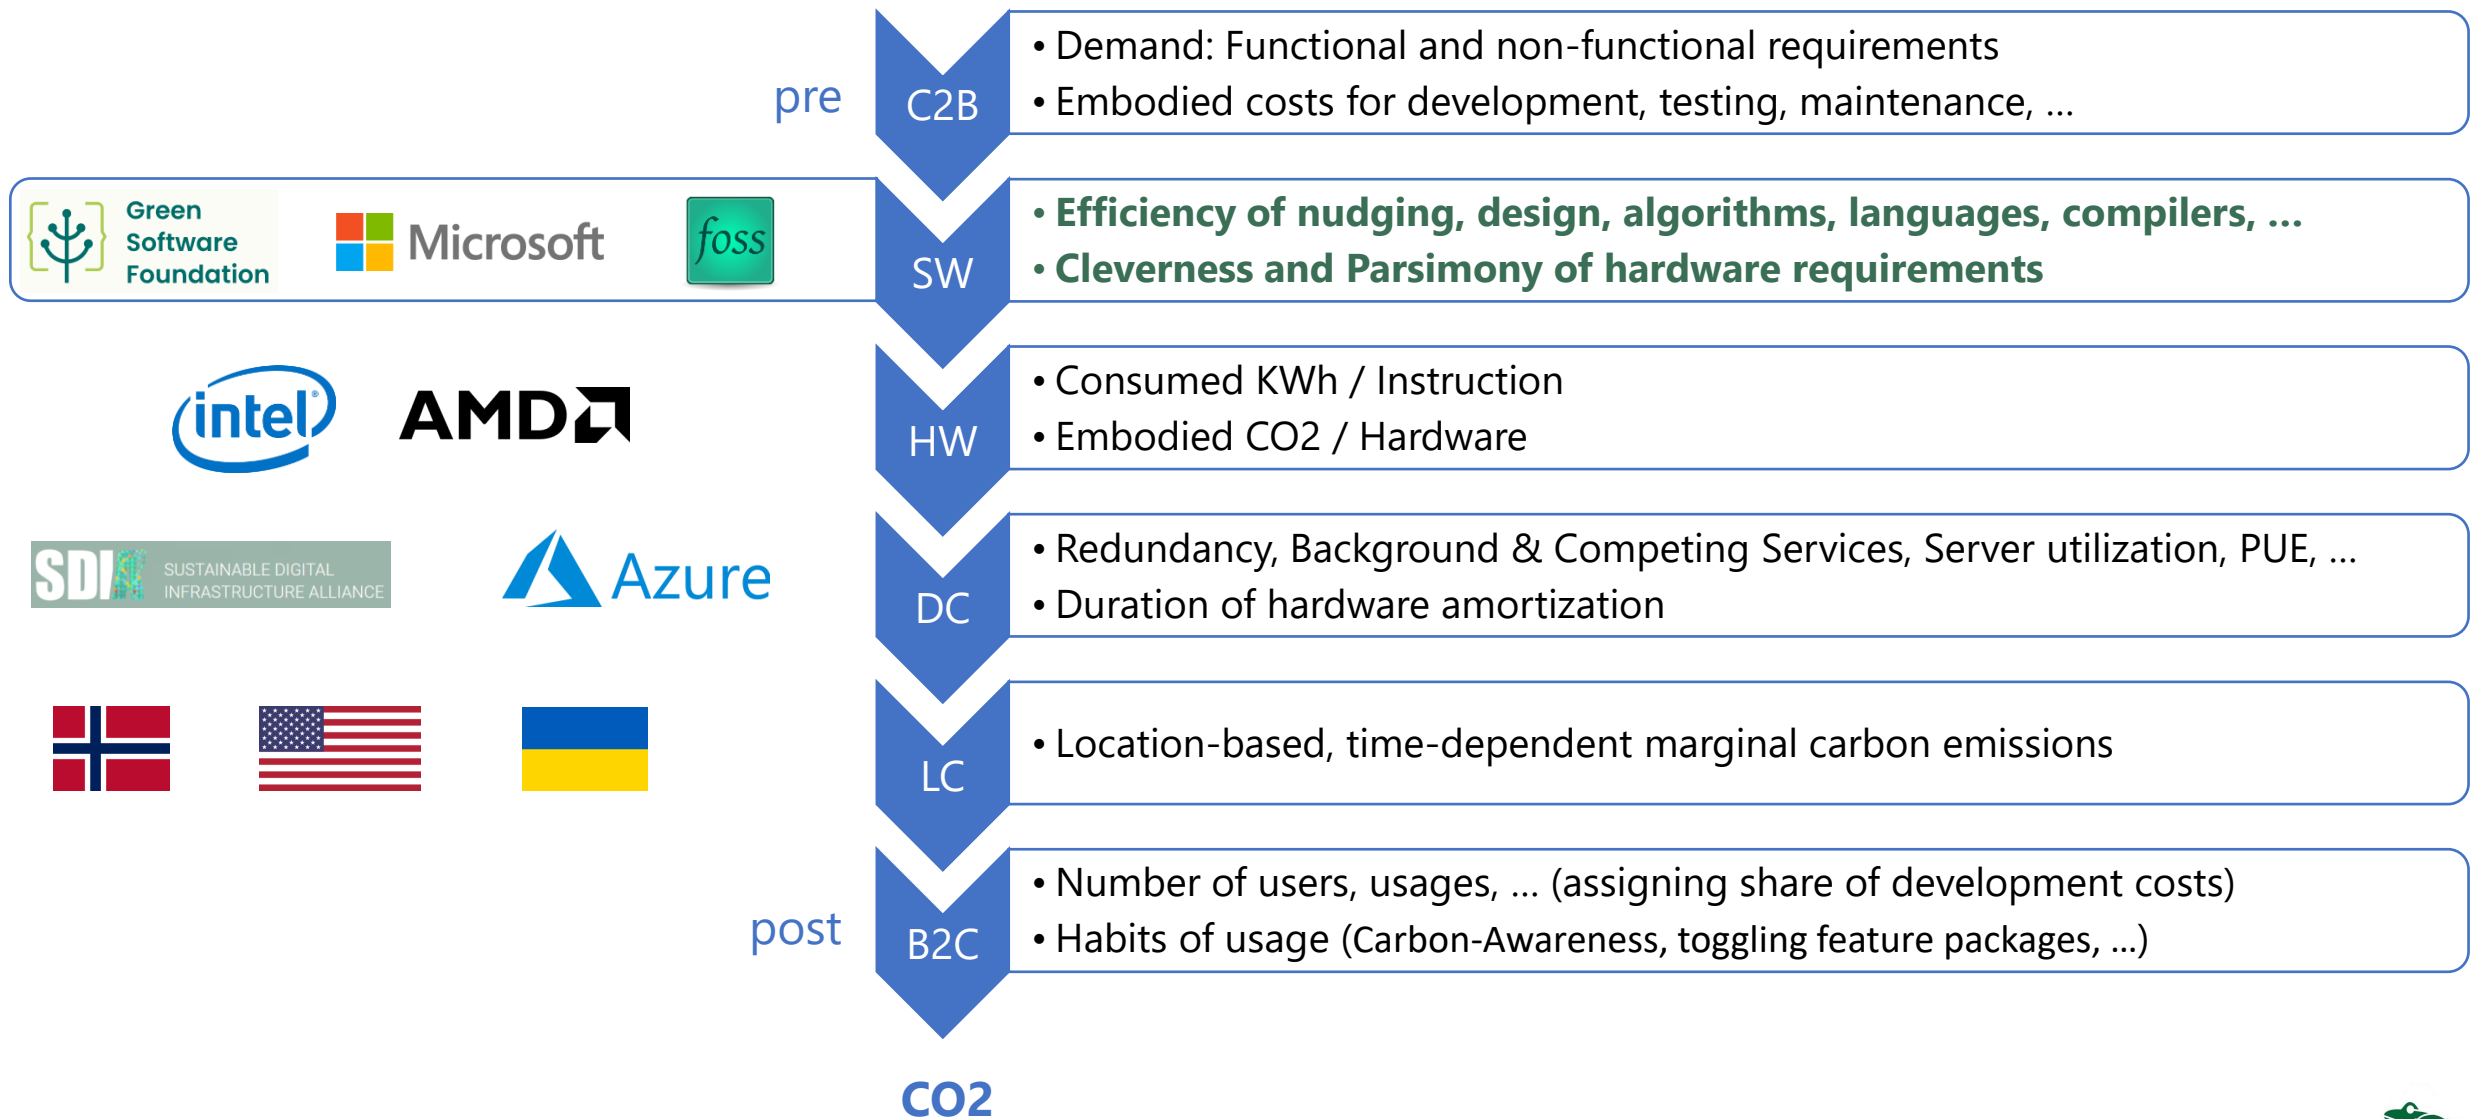 pre
C2B
• Demand: Functional and non-functional requirements
• Embodied costs for development, testing, maintenance, ...
Green
Software
Foundation
Microsoft
foss
SW
• Efficiency of nudging, design, algorithms, languages, compilers, ...
• Cleverness and Parsimony of hardware requirements
intel®
AMD
HW
• Consumed KWh / Instruction
• Embodied CO2 / Hardware
SDIA
SUSTAINABLE DIGITAL
INFRASTRUCTURE ALLIANCE
Azure
DC
• Redundancy, Background & Competing Services, Server utilization, PUE, ...
• Duration of hardware amortization
LC
• Location-based, time-dependent marginal carbon emissions
post
B2C
• Number of users, usages, ... (assigning share of development costs)
• Habits of usage (Carbon-Awareness, toggling feature packages, ...)
CO2